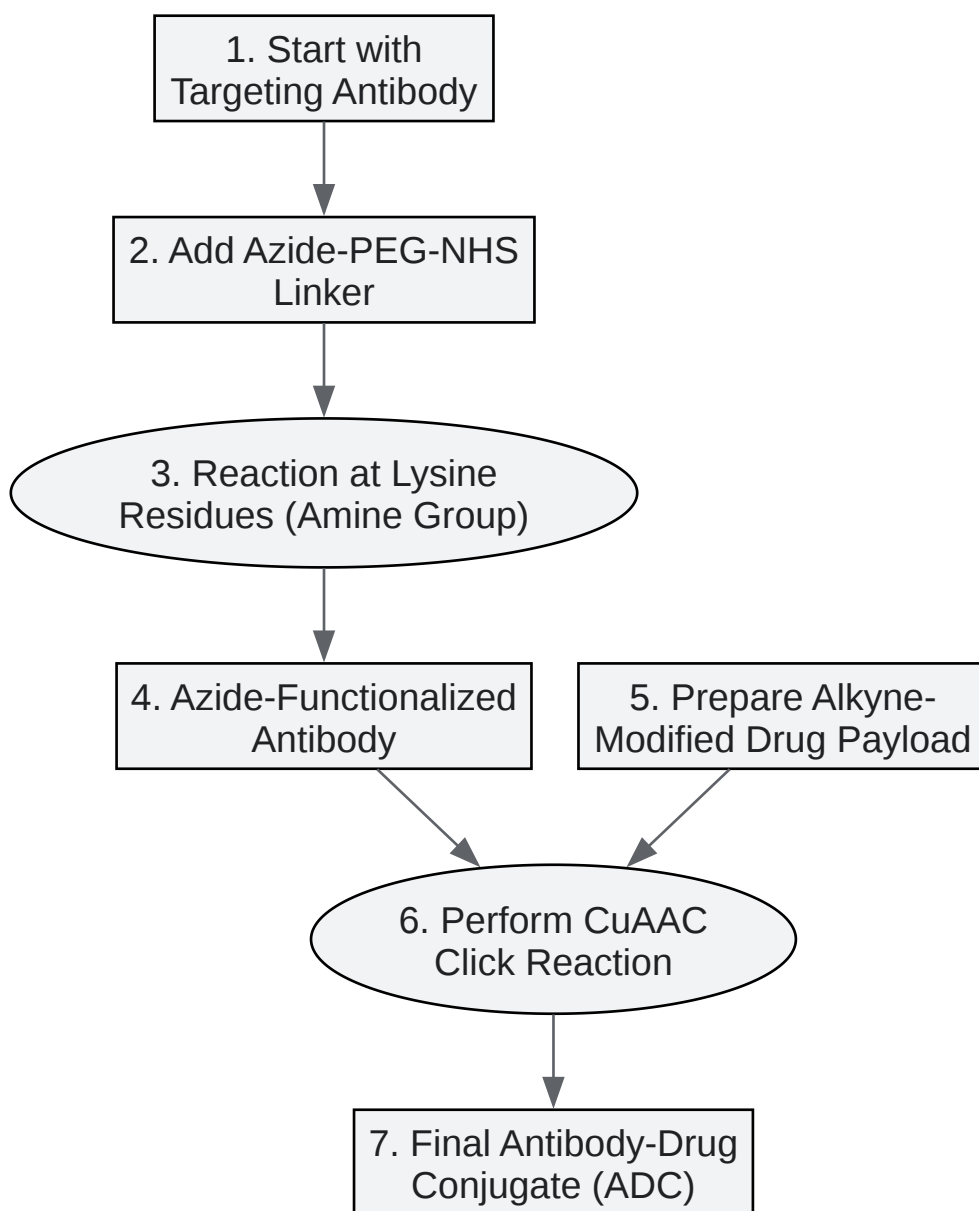 1. Start with
Targeting Antibody
2. Add Azide-PEG-NHS
Linker
3. Reaction at Lysine
Residues (Amine Group)
4. Azide-Functionalized
Antibody
5. Prepare Alkyne-
Modified Drug Payload
6. Perform CuAAC
Click Reaction
7. Final Antibody-Drug
Conjugate (ADC)